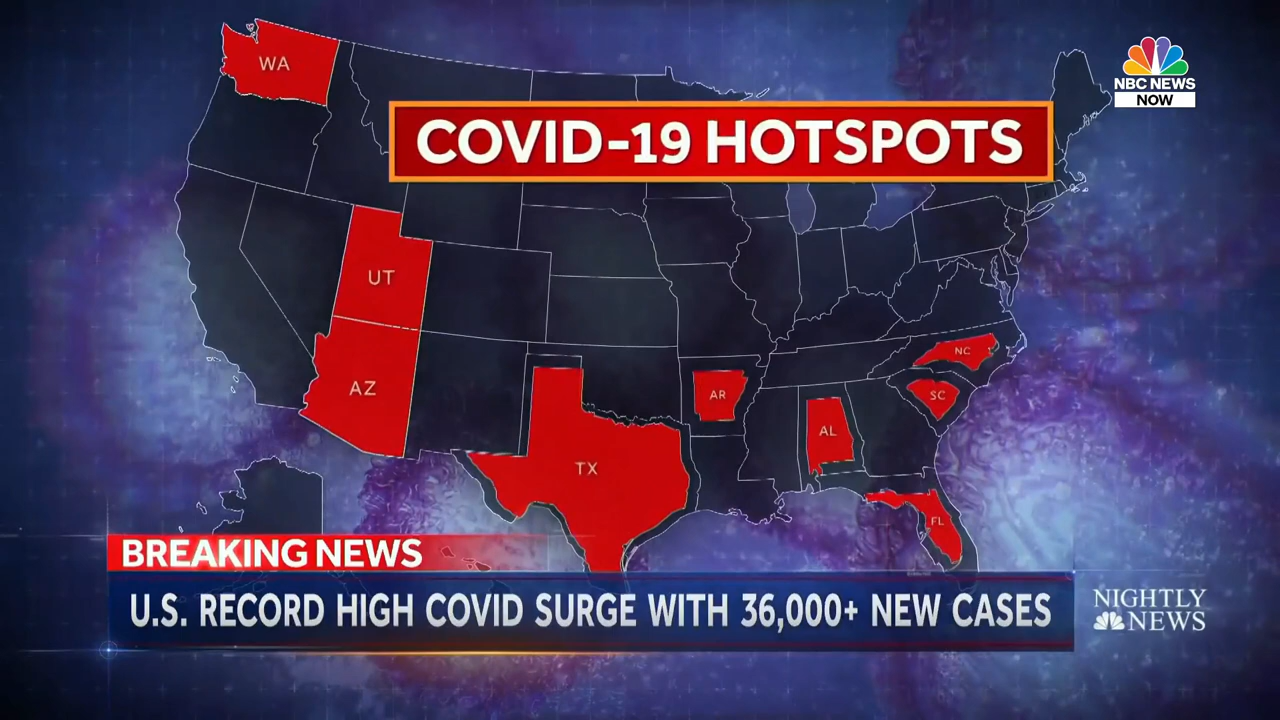 WA
NBC NEWS
NOW
COVID-19 HOTSPOTS
UT
AZ
NC
AR
SC
AL
TX
FL
BREAKING NEWS
U.S. RECORD HIGH COVID SURGE WITH 36,000+ NEW CASES
NIGHTLY
NEWS